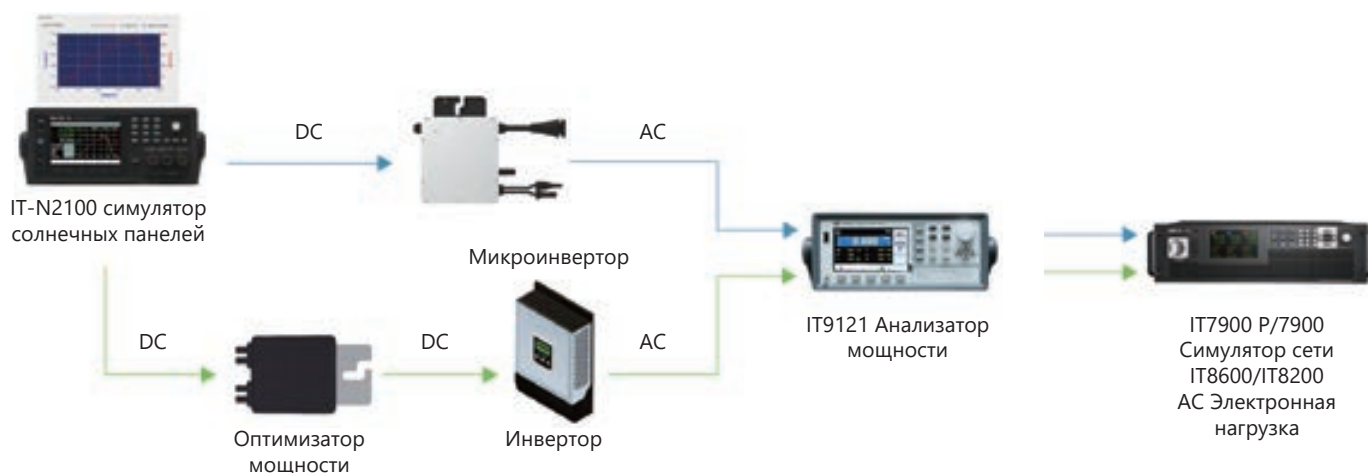 DC
AC
IT-N2100 симулятор
солнечных панелей
Микроинвертор
DC
DC
AC
IT9121 Анализатор
мощности
IT7900 P/7900
Симулятор сети
IT8600/IT8200
АС Электронная
нагрузка
Оптимизатор
мощности
Инвертор